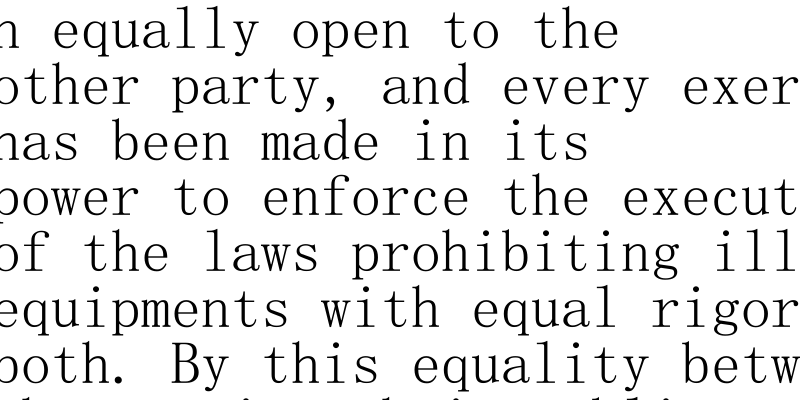 n equally open to the
other party, and every exer
has been made in its
power to enforce the execut
of the laws prohibiting ill
equipments with equal rigor
both. By this equality betw